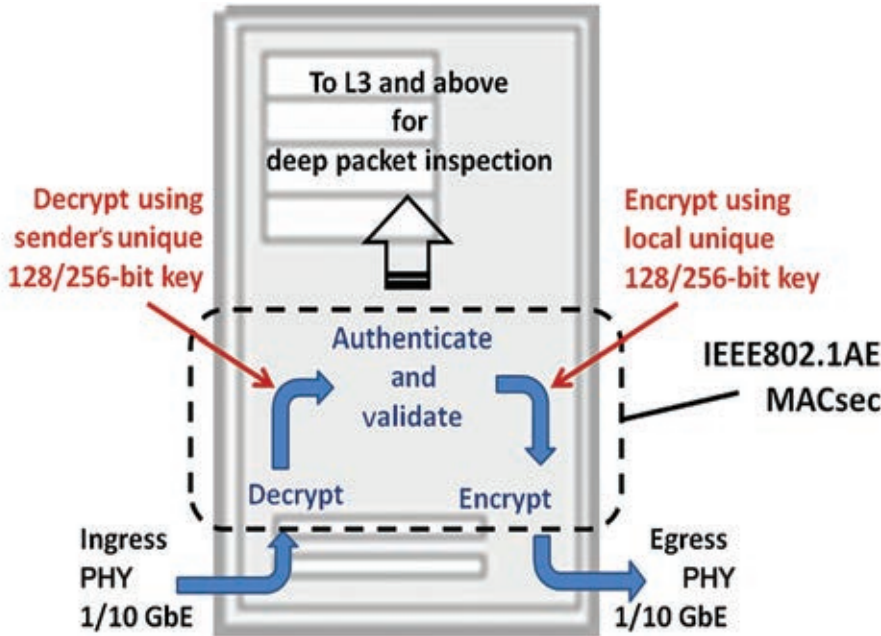 To L3 and above
for
deep packet inspection
Decrypt using
sender's unique
128/256-bit key
Encrypt using
local unique
128/256-bit key
Authenticate
and
validate
IEEE802.1AE
MACsec
Decrypt
Encrypt
Ingress
PHY
1/10 GbE
Egress
PHY
1/10 GbE